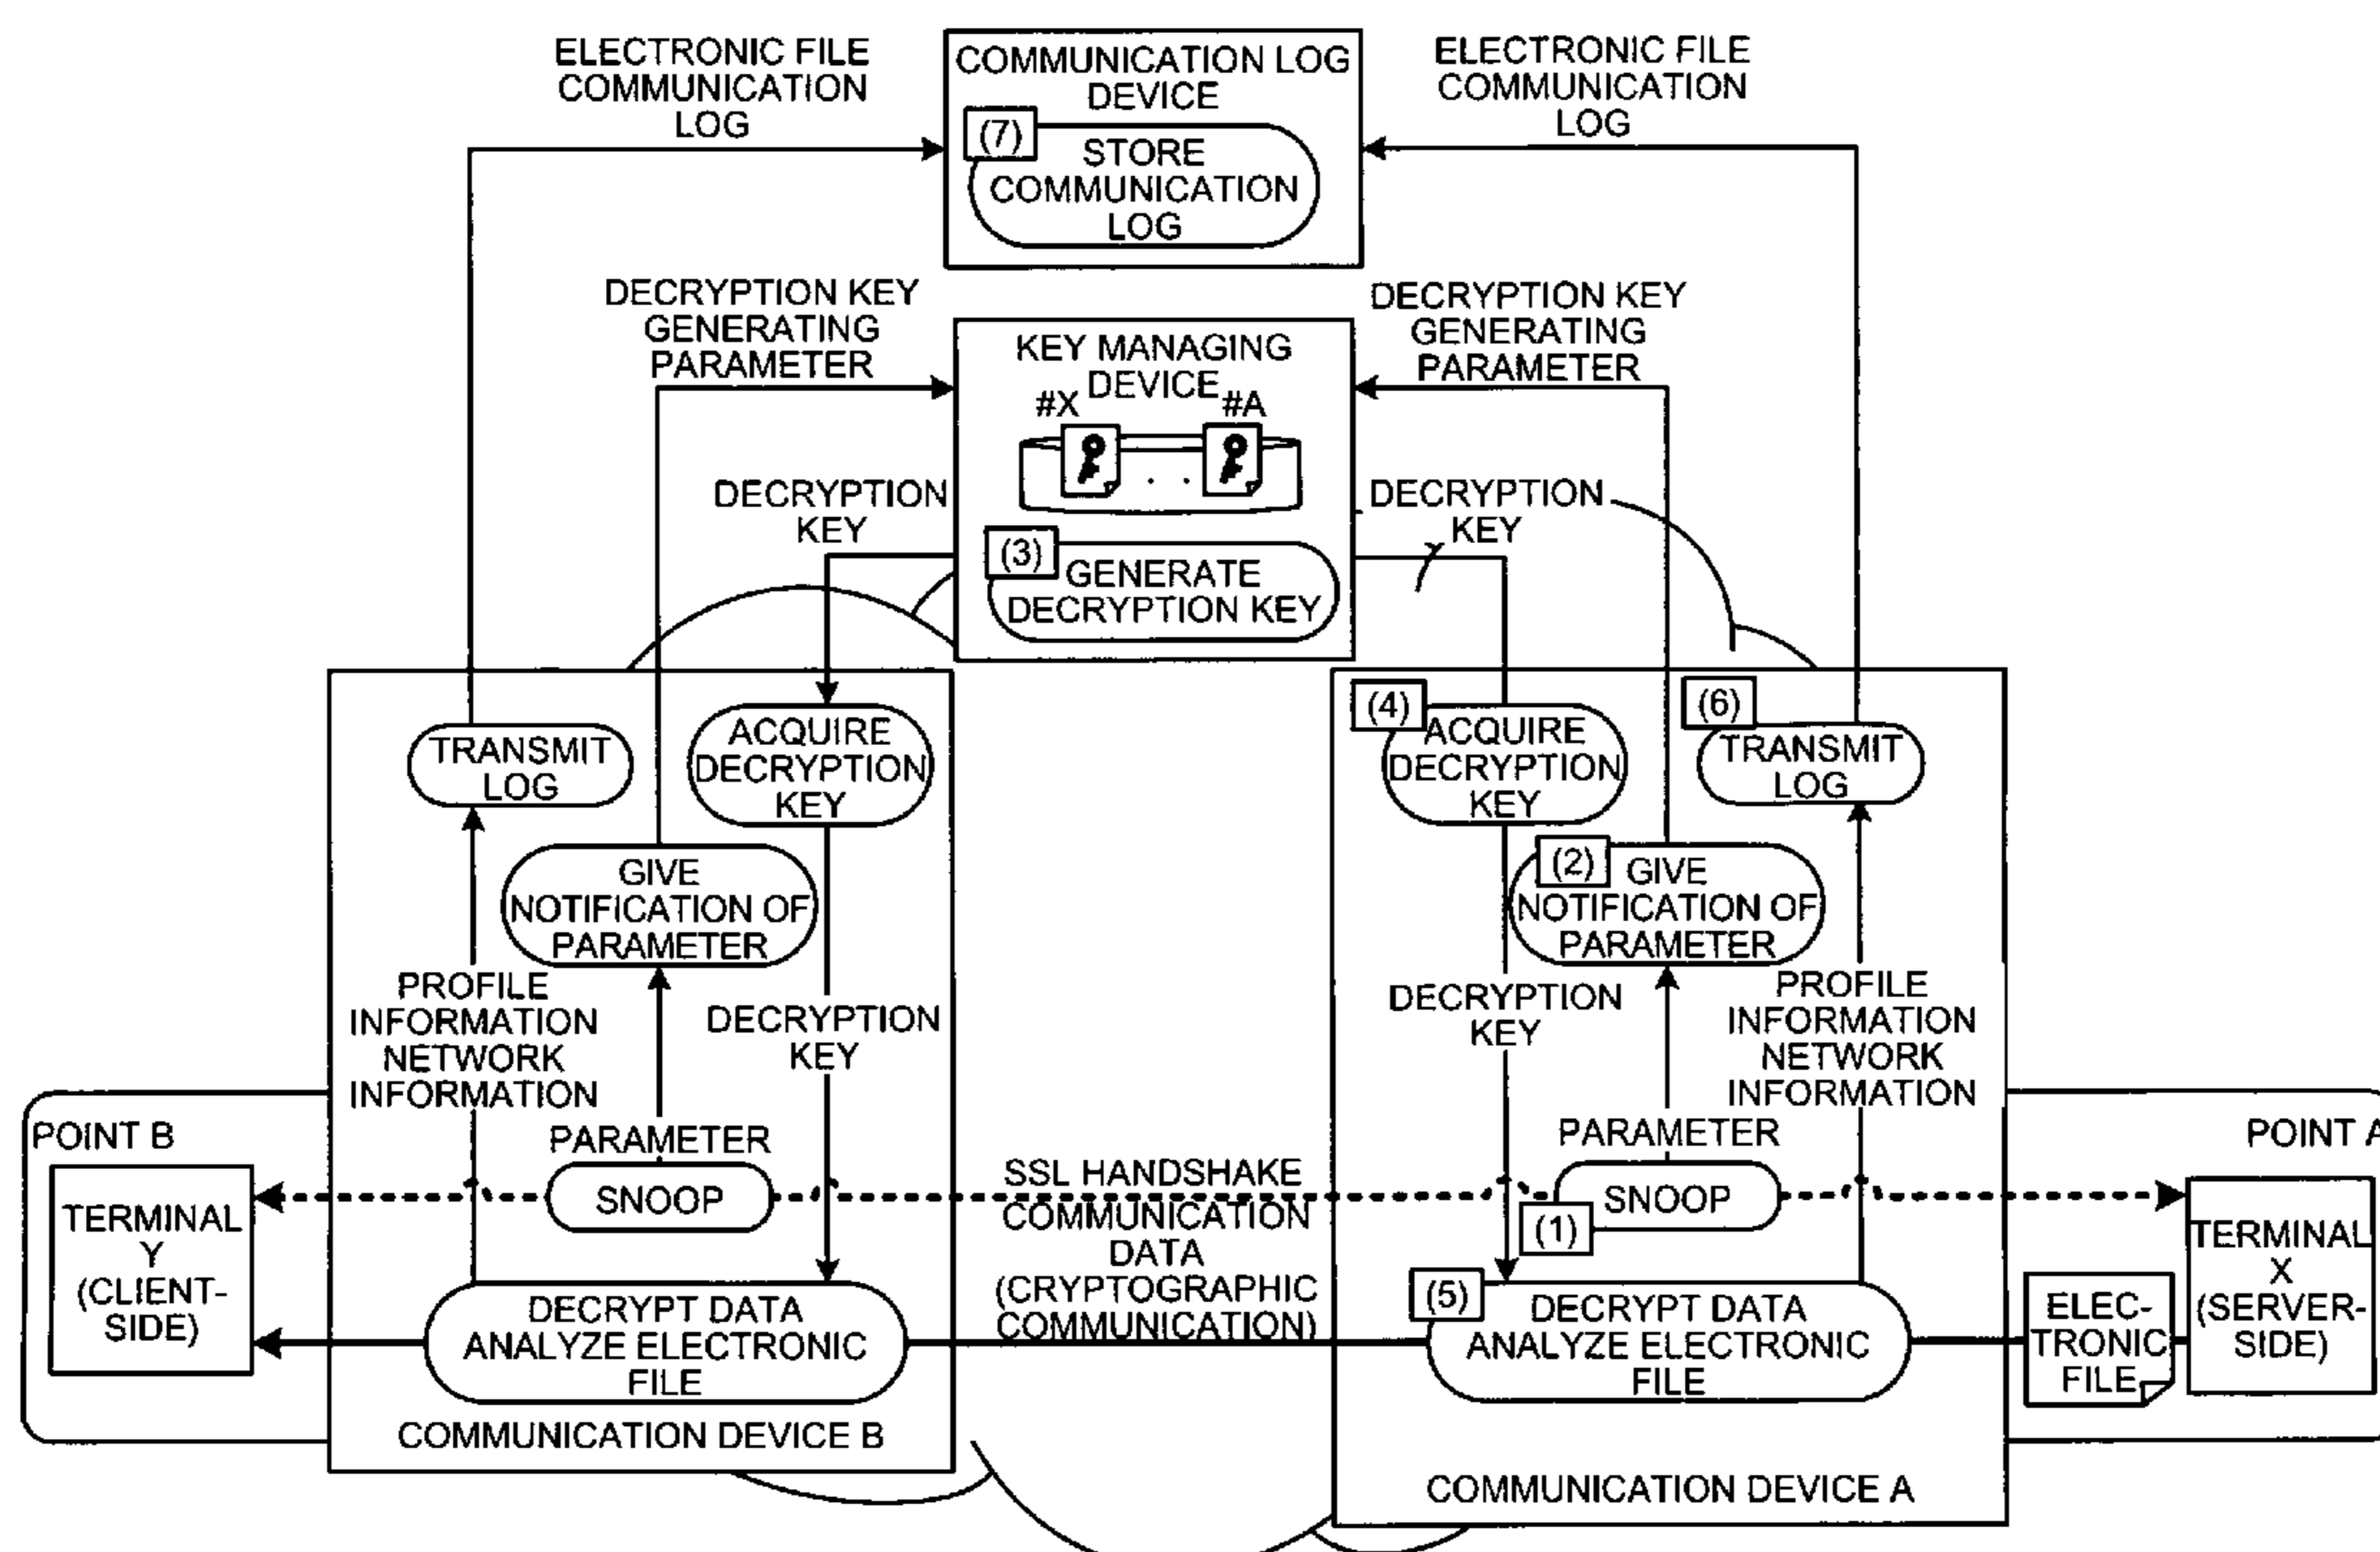 ELECTRONIC FILE
COMMUNICATION
LOG
COMMUNICATION LOG
DEVICE
(7)
STORE
COMMUNICATION
LOG
ELECTRONIC FILE
COMMUNICATION
LOG
DECRYPTION KEY
GENERATING
PARAMETER
KEY MANAGING
DEVICE
#X
#A
. .
(3)
GENERATE
DECRYPTION KEY
DECRYPTION KEY
GENERATING
PARAMETER
DECRYPTION
KEY
DECRYPTION
KEY
TRANSMIT
LOG
ACQUIRE
DECRYPTION
KEY
GIVE
NOTIFICATION OF
PARAMETER
PROFILE
INFORMATION
NETWORK
INFORMATION
DECRYPTION
KEY
PARAMETER
SNOOP
DECRYPT DATA
ANALYZE ELECTRONIC
FILE
COMMUNICATION DEVICE B
POINT B
TERMINAL
Y
(CLIENT-
SIDE)
SSL HANDSHAKE
COMMUNICATION
DATA
(CRYPTOGRAPHIC
COMMUNICATION)
(4)
ACQUIRE
DECRYPTION
KEY
(6)
TRANSMIT
LOG
(2)
GIVE
NOTIFICATION OF
PARAMETER
DECRYPTION
KEY
PROFILE
INFORMATION
NETWORK
INFORMATION
PARAMETER
SNOOP
(1)
(5)
DECRYPT DATA
ANALYZE ELECTRONIC
FILE
COMMUNICATION DEVICE A
POINT A
ELEC-
TRONIC
FILE
TERMINAL
X
(SERVER-
SIDE)